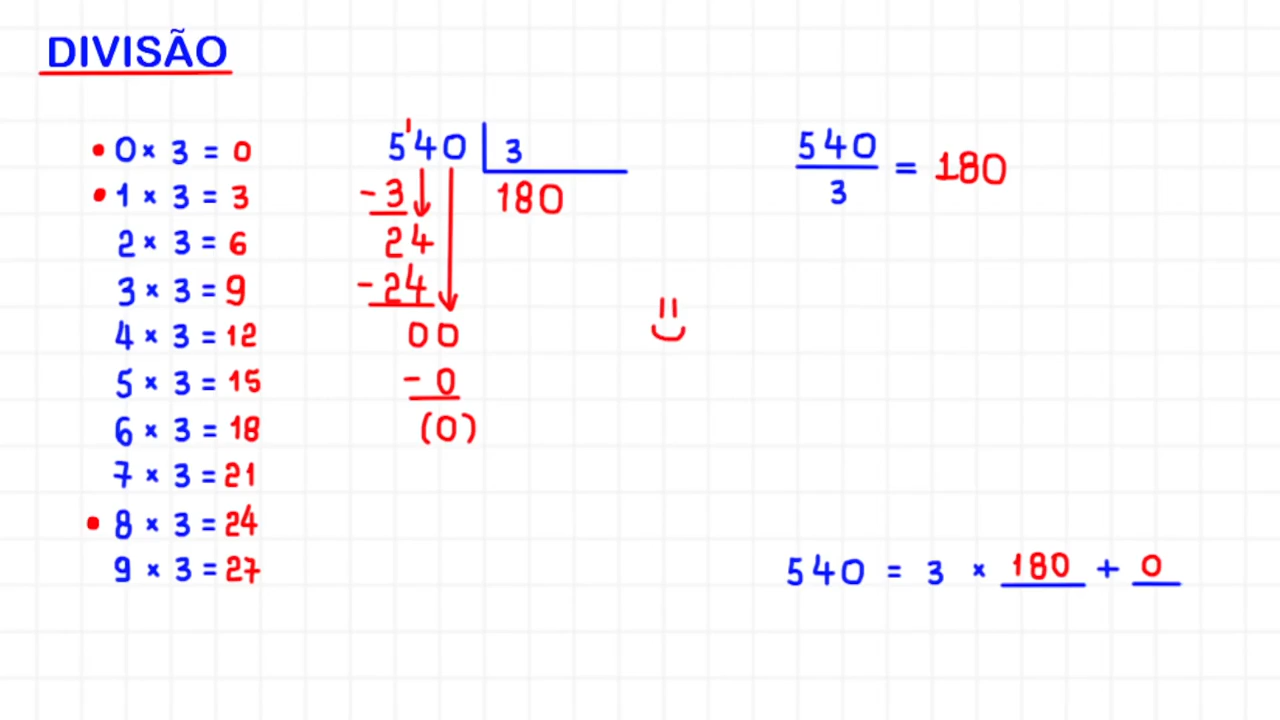 DIVISÃO
• 0 × 3 = 0
• 1 × 3 = 3
2 × 3 = 6
3 × 3 = 9
4 × 3 = 12
5 × 3 = 15
6 × 3 = 18
7 × 3 = 21
• 8 × 3 = 24
9 × 3 = 27
5'40 3
- 3 180
24
- 24
00
- 0
(0)
540
3
= 180
540 = 3 × 180 + 0